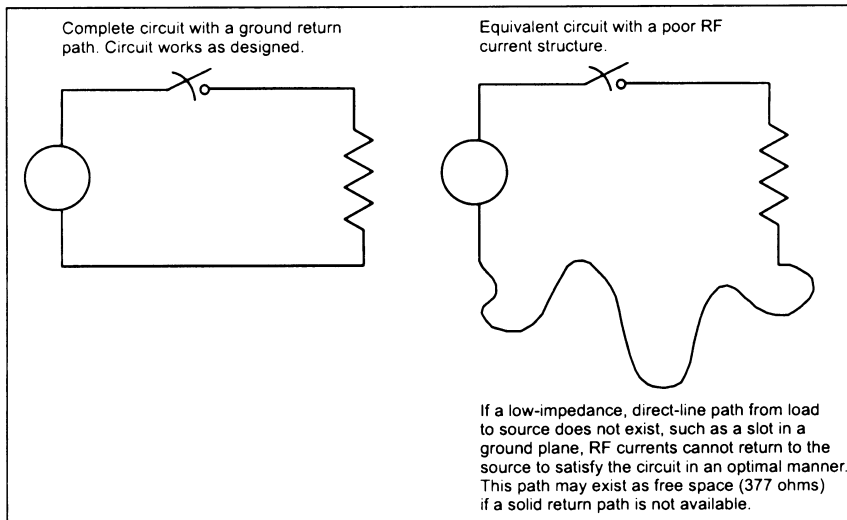 Complete circuit with a ground return
path. Circuit works as designed.
Equivalent circuit with a poor RF
current structure.
If a low-impedance, direct-line path from load
to source does not exist, such as a slot in a
ground plane, RF currents cannot return to the
source to satisfy the circuit in an optimal manner.
This path may exist as free space (377 ohms)
if a solid return path is not available.